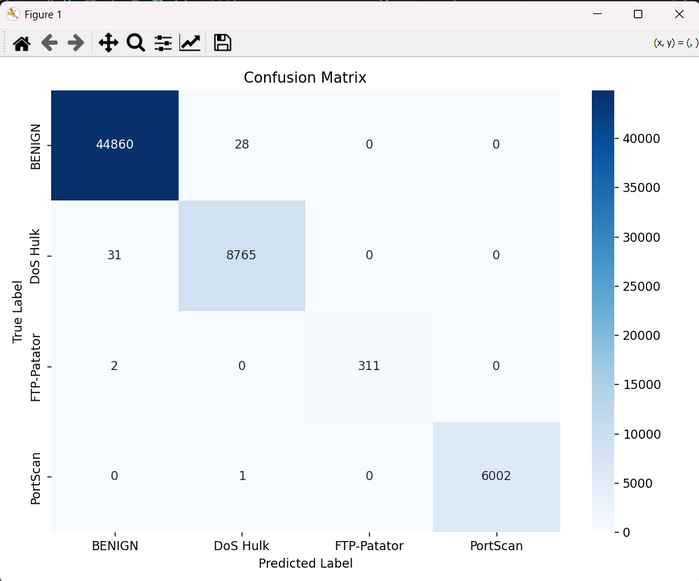 Figure 1
(x, y) = (, )
Confusion Matrix
True Label
BENIGN
44860 28 0 0
DoS Hulk
31 8765 0 0
FTP-Patator
2 0 311 0
PortScan
0 1 0 6002
BENIGN DoS Hulk FTP-Patator PortScan
Predicted Label
40000
35000
30000
25000
20000
15000
10000
5000
0